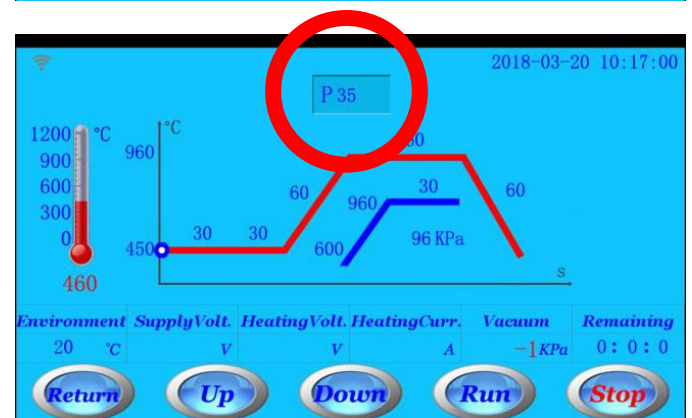 2018-03-20 10:17:00
P 35
1200 °C
900
600
300
0
460
°C
960
450
30 30
60
60
960 30
600
96 KPa
s
Environment SupplyVolt. HeatingVolt. HeatingCurr. Vacuum Remaining
20 °C V V A -1 KPa 0 : 0 : 0
Return Up Down Run Stop